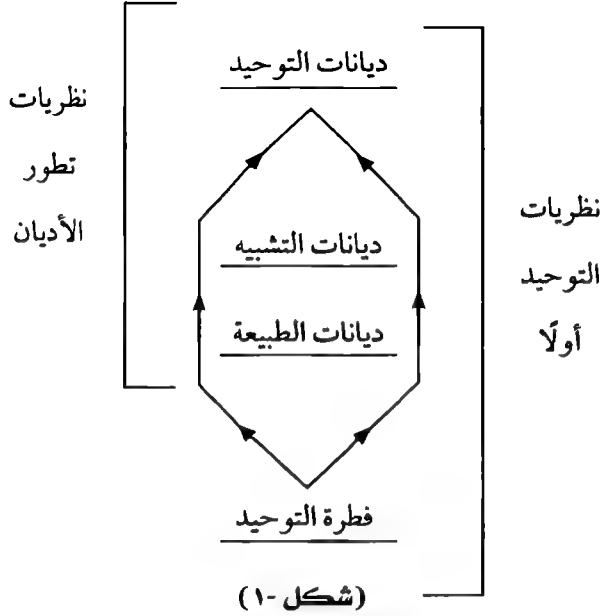 ديانات التوحيد
نظريات
تطور
الأديان
نظريات
التوحيد
أولًا
ديانات التشبيه
ديانات الطبيعة
فطرة التوحيد
(شكل -١)